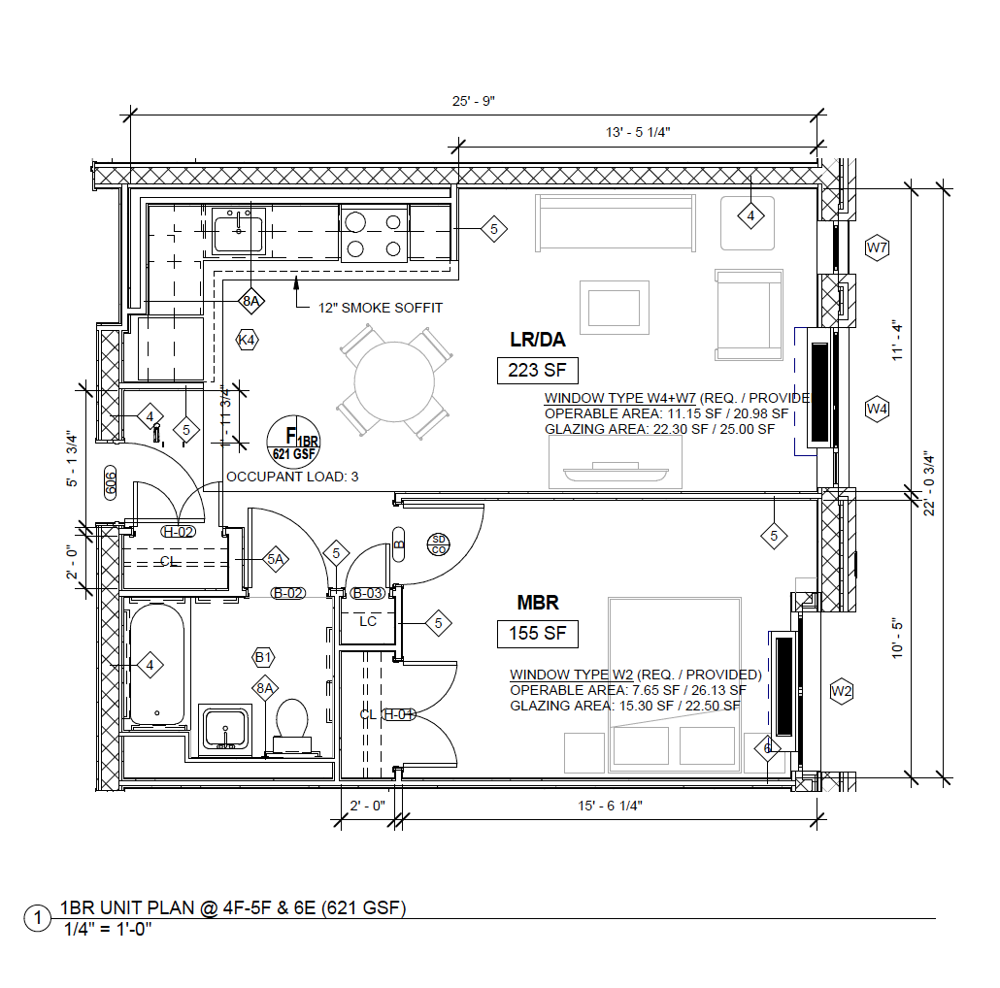 25' - 9"
13' - 5 1/4"
4
5
W7
8A
12" SMOKE SOFFIT
K4
LR/DA
223 SF
11' - 4"
WINDOW TYPE W4+W7 (REQ. / PROVIDE
OPERABLE AREA: 11.15 SF / 20.98 SF
GLAZING AREA: 22.30 SF / 25.00 SF
W4
4
5
1' - 11 3/4"
F
1BR
621 GSF
OCCUPANT LOAD: 3
5' - 1 3/4"
606
22' - 0 3/4"
H-02
CL
5A
5
B
SD
CO
5
2' - 0"
B-02
B-03
LC
5
MBR
155 SF
10' - 5"
4
B1
8A
WINDOW TYPE W2 (REQ. / PROVIDED)
OPERABLE AREA: 7.65 SF / 26.13 SF
GLAZING AREA: 15.30 SF / 22.50 SF
W2
CL
H-01
6
2' - 0"
15' - 6 1/4"
1
1BR UNIT PLAN @ 4F-5F & 6E (621 GSF)
1/4" = 1'-0"